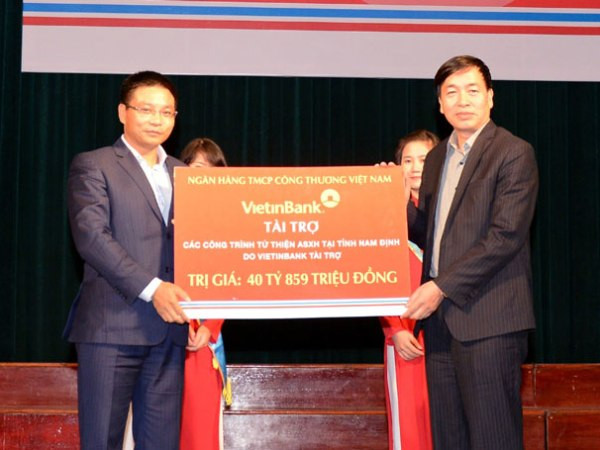 NGÂN HÀNG TMCP CÔNG THƯƠNG VIỆT NAM
VietinBank
TÀI TRỢ
CÁC CÔNG TRÌNH TỪ THIỆN ASXH TẠI TỈNH NAM ĐỊNH
DO VIETINBANK TÀI TRỢ
TRỊ GIÁ: 40 TỶ 859 TRIỆU ĐỒNG